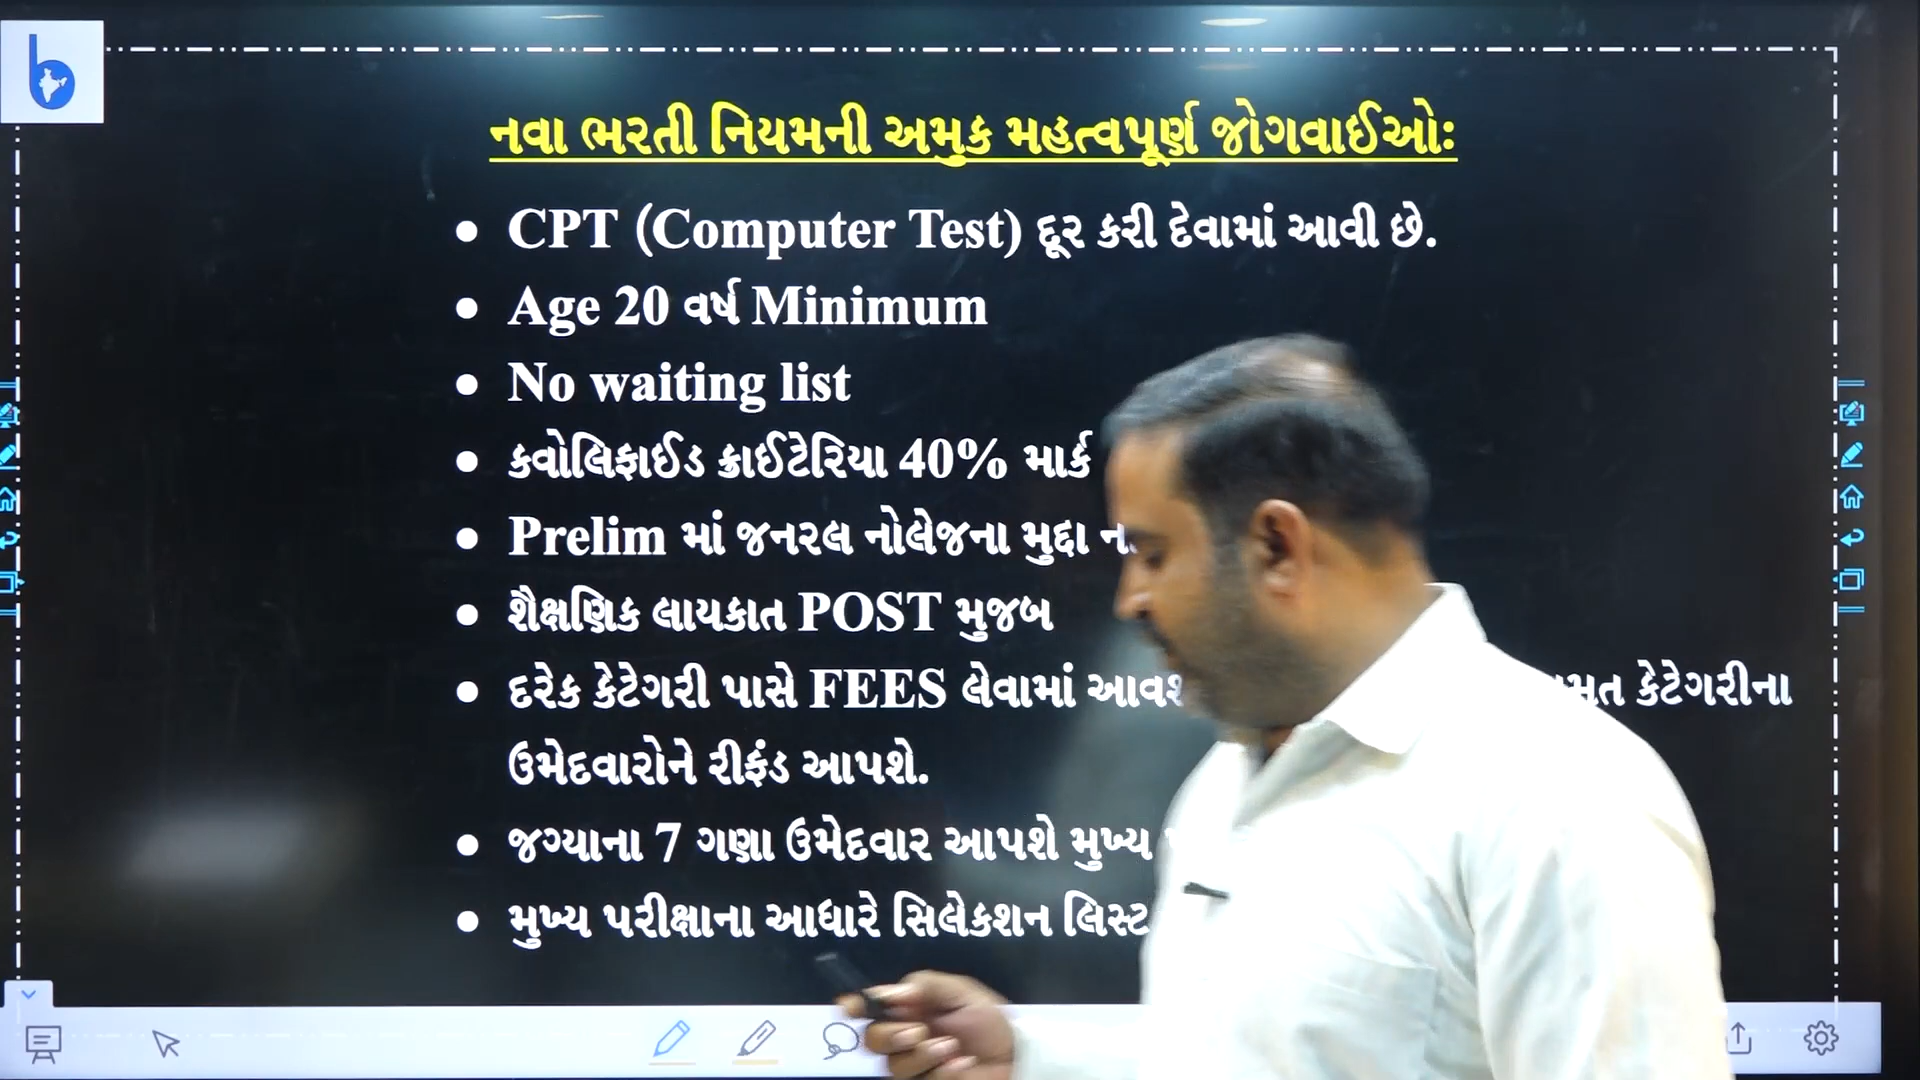 નવા ભરતી નિયમની અમુક મહત્વપૂર્ણ જોગવાઈઓઃ
• CPT (Computer Test) દૂર કરી દેવામાં આવી છે.
• Age 20 વર્ષ Minimum
• No waiting list
• કવોલિફાઈડ ક્રાઈટેરિયા 40% માર્ક
• Prelim માં જનરલ નોલેજના મુદ્દા
• શૈક્ષણિક લાયકાત POST મુજબ
• દરેક કેટેગરી પાસે FEES લેવામાં કેટેગરીના
ઉમેદવારોને રીફંડ આપશે.
• જગ્યાના 7 ગણા ઉમેદવાર આપશે મુખ્ય
• મુખ્ય પરીક્ષાના આધારે સિલેકશન લિસ્ટ